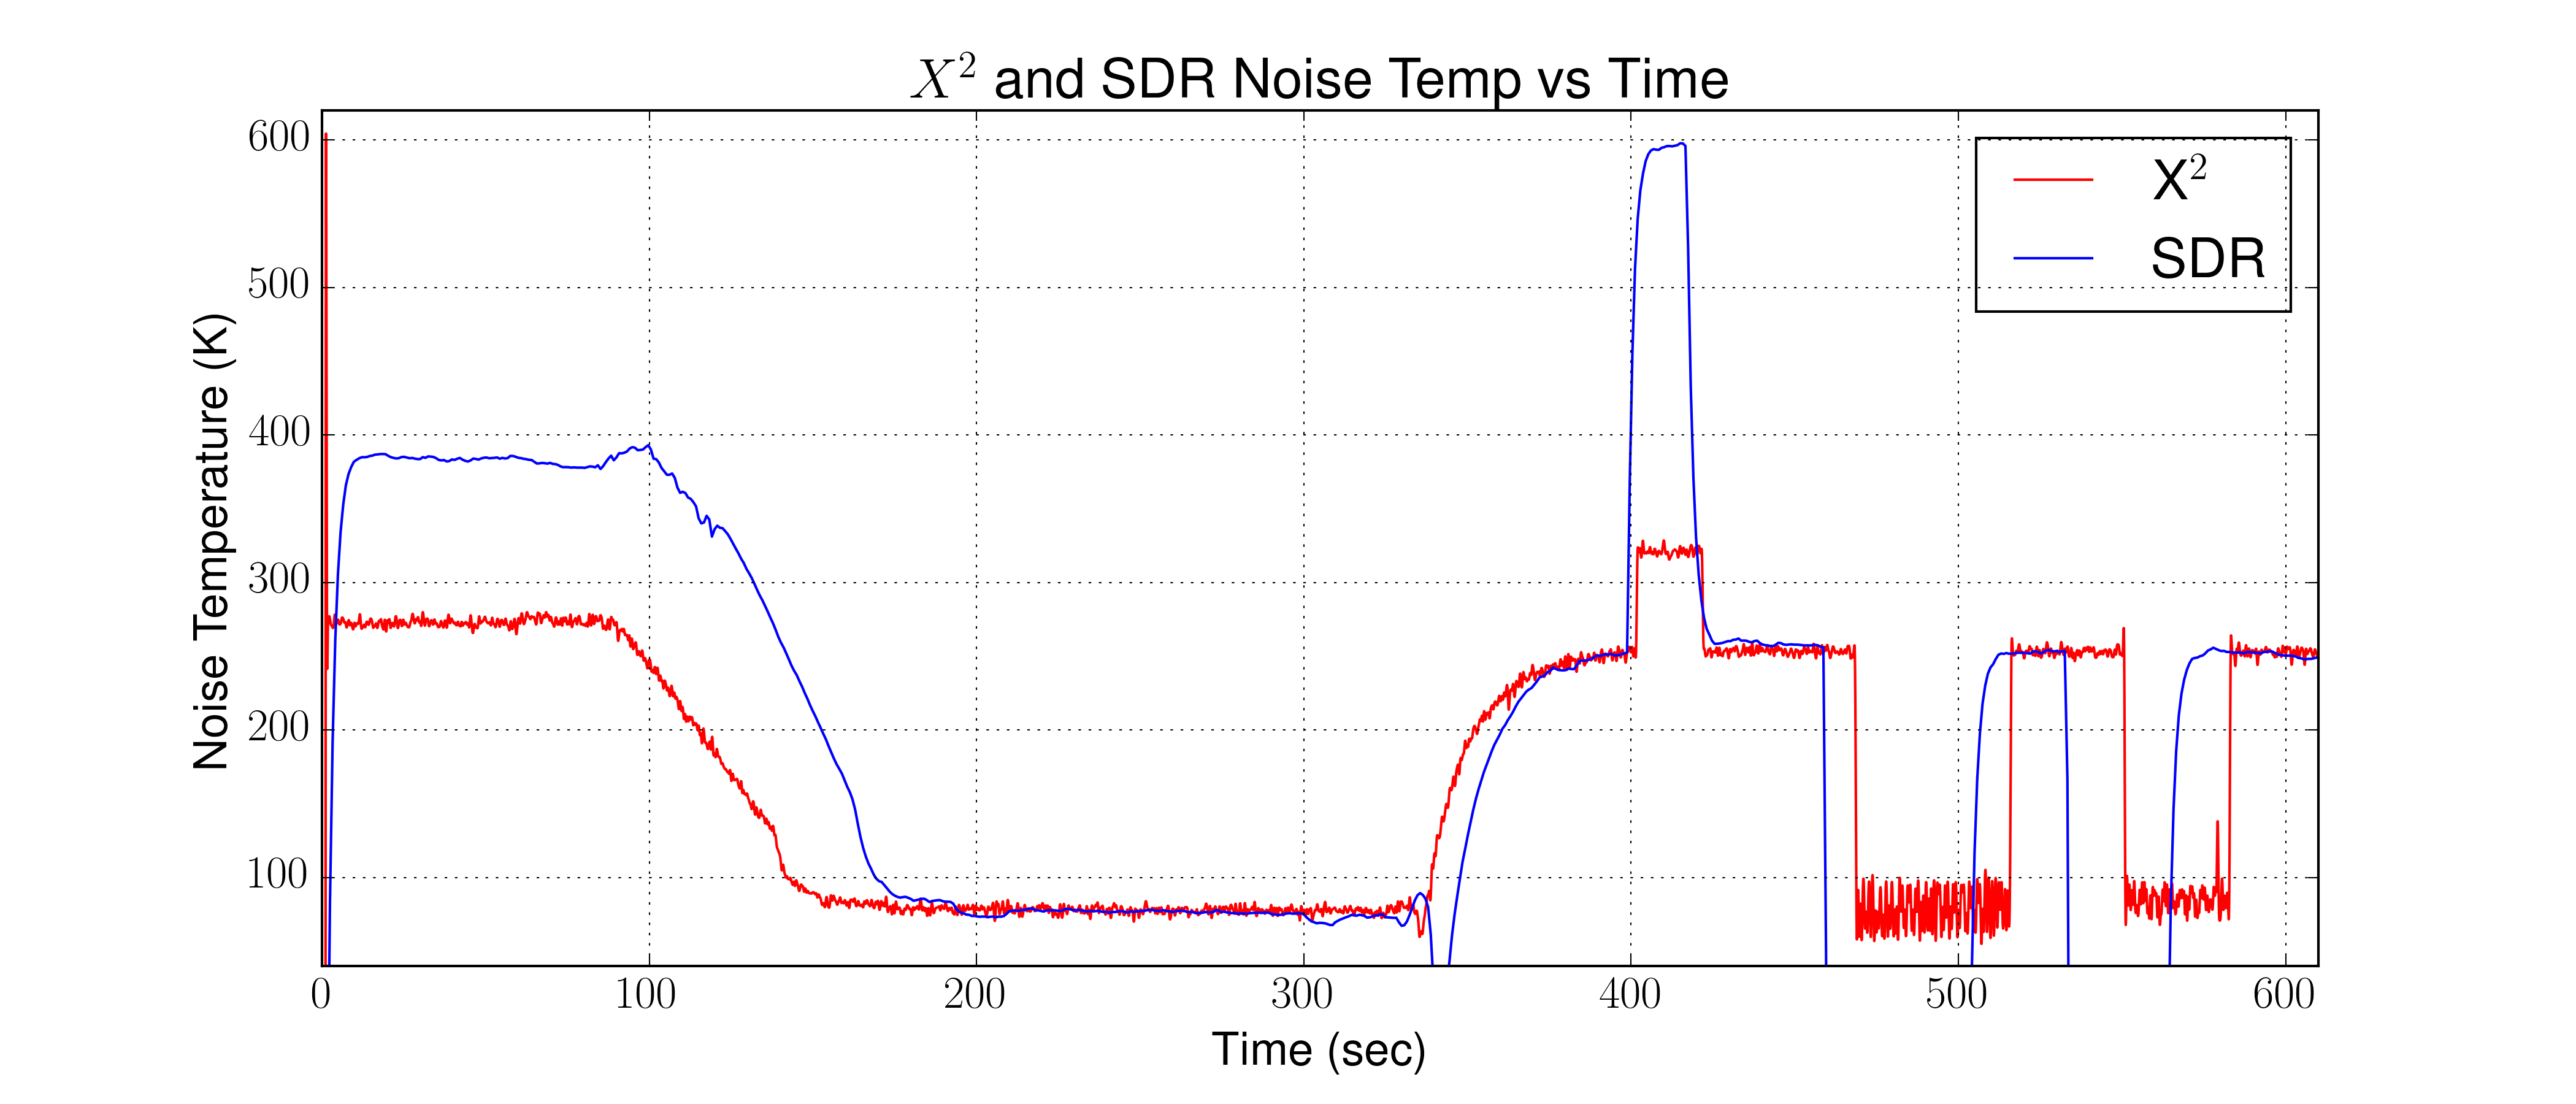 X² and SDR Noise Temp vs Time
Noise Temperature (K)
600
500
400
300
200
100
X²
SDR
0 100 200 300 400 500 600
Time (sec)